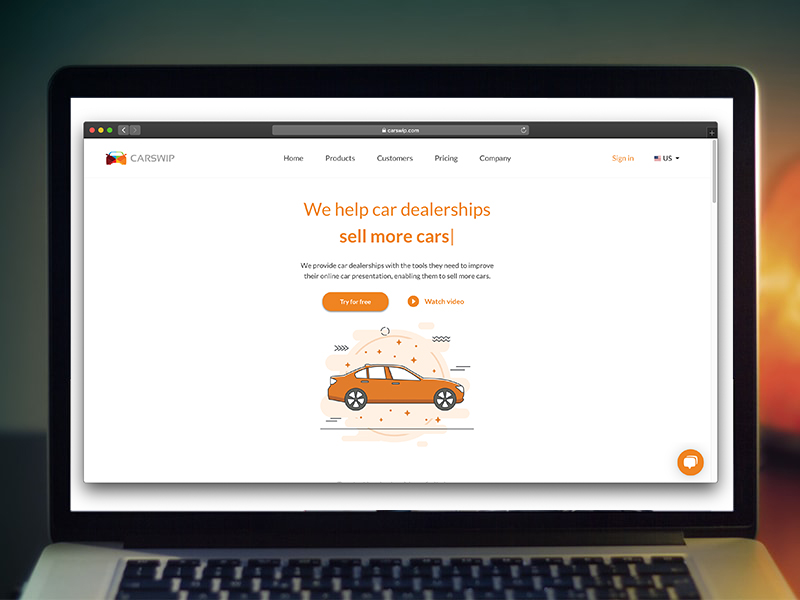 carswip.com
CARSWIP
Home
Products
Customers
Pricing
Company
Sign in
US
We help car dealerships
sell more cars
We provide car dealerships with the tools they need to improve
their online car presentation, enabling them to sell more cars.
Try for free
Watch video